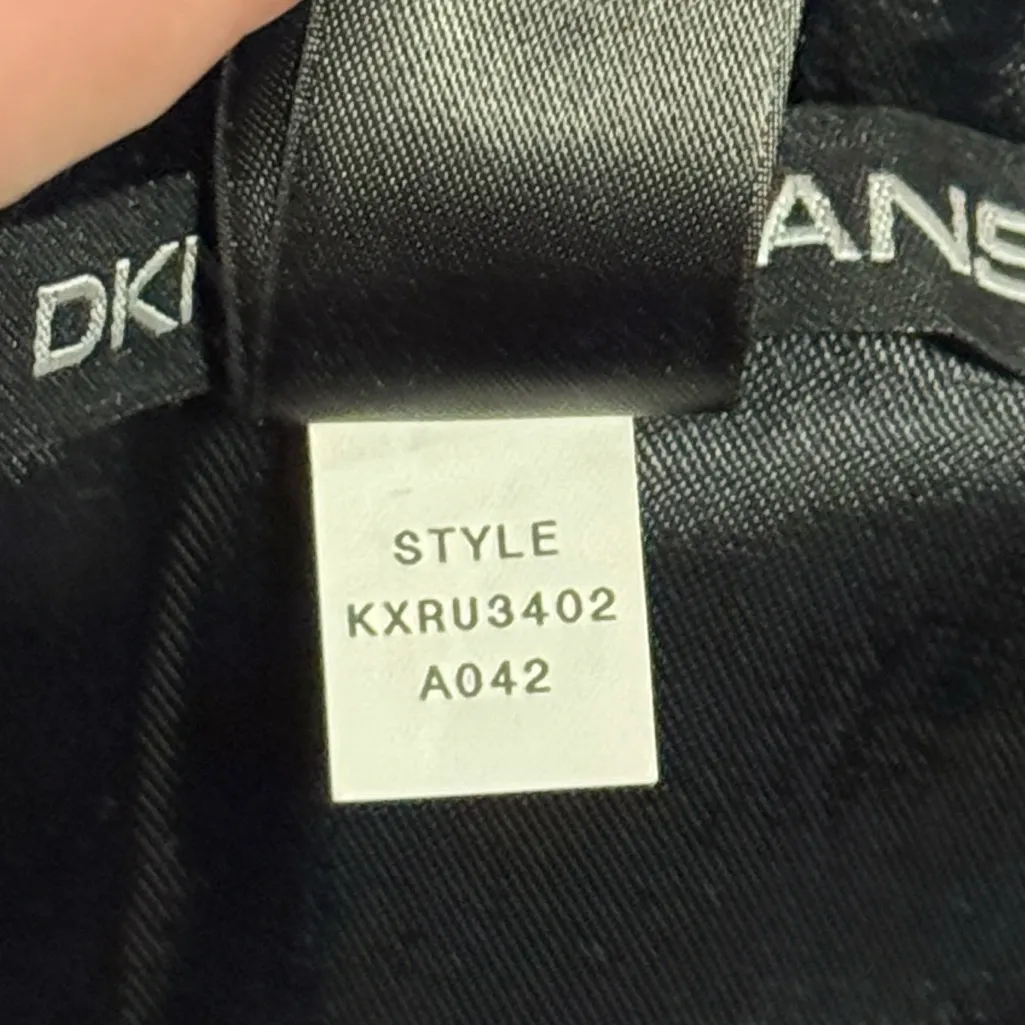 DK
ANS
STYLE
KXRU3402
A042